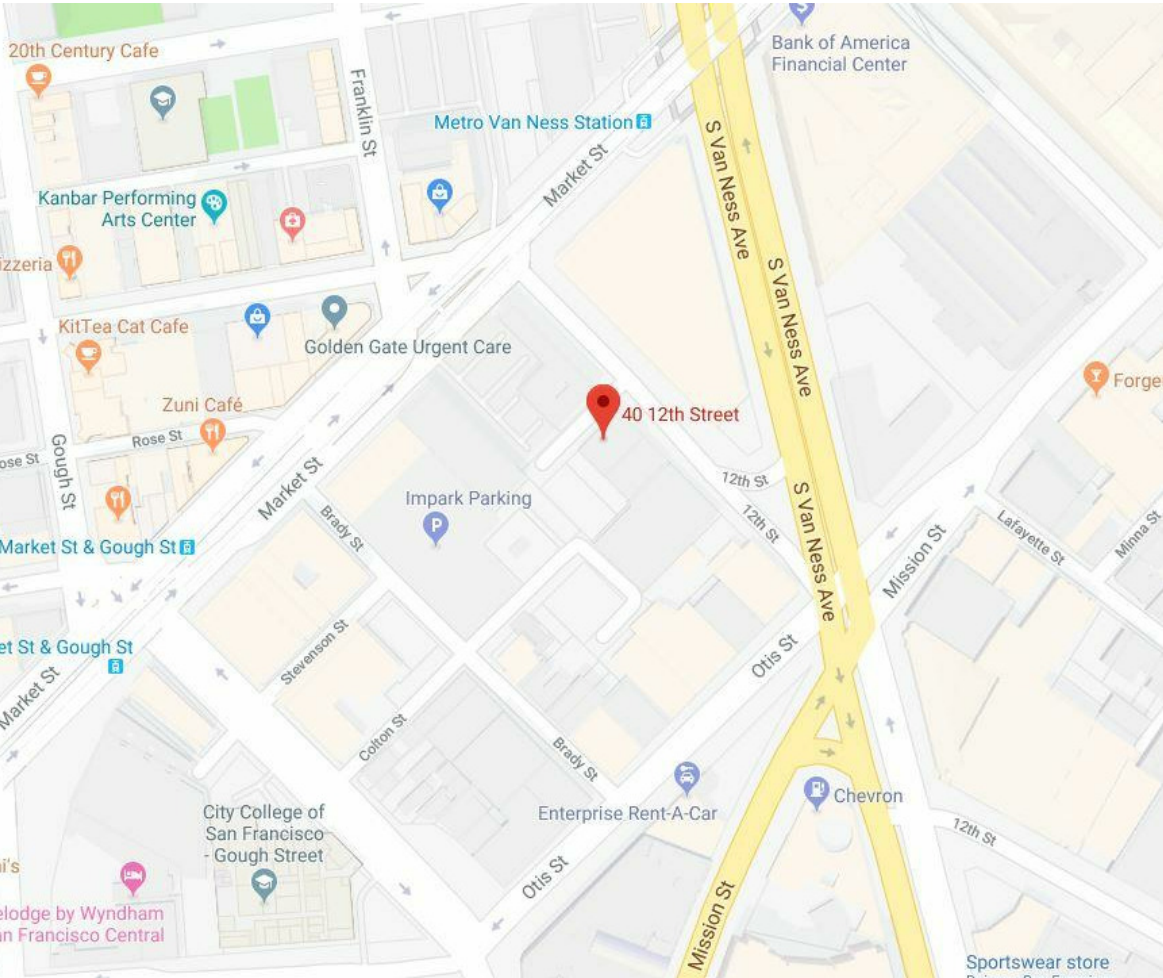 20th Century Cafe
Bank of America
Financial Center
Franklin St
Metro Van Ness Station
S Van Ness Ave
Market St
Kanbar Performing
Arts Center
izzeria
S Van Ness Ave
KitTea Cat Cafe
Golden Gate Urgent Care
Forge
Zuni Café
40 12th Street
Rose St
ose St
Gough St
Market St
12th St
S Van Ness Ave
Impark Parking
P
Brady St
12th St
Lafayette St
Minna St
Mission St
Market St & Gough St
et St & Gough St
Stevenson St
Otis St
Market St
Colton St
Brady St
Enterprise Rent-A-Car
Chevron
City College of
San Francisco
- Gough Street
12th St
i's
Otis St
elodge by Wyndham
an Francisco Central
Mission St
Sportswear store